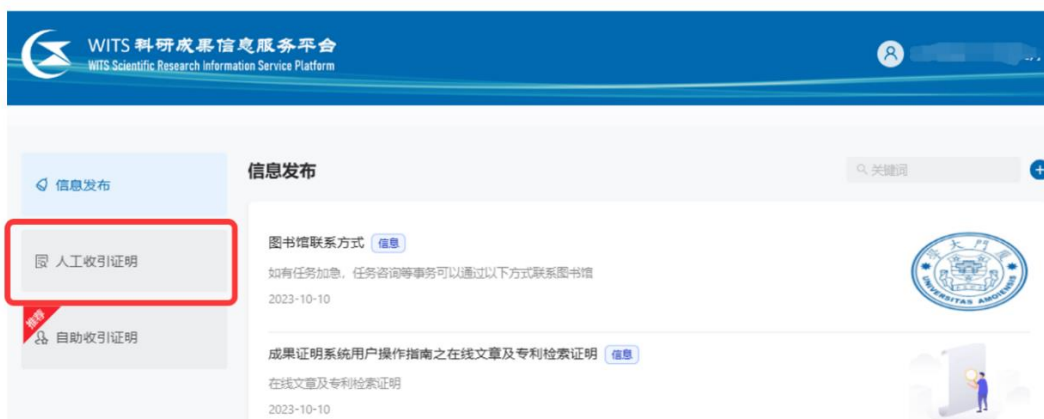 WITS 科研成果信息服务平台
WITS Scientific Research Information Service Platform
信息发布
信息发布
关键词
人工收引证明
推荐
自助收引证明
图书馆联系方式 信息
如有任务加急，任务咨询等事务可以通过以下方式联系图书馆
2023-10-10
成果证明系统用户操作指南之在线文章及专利检索证明 信息
在线文章及专利检索证明
2023-10-10
UNIVERSITAS AMOIENSIS